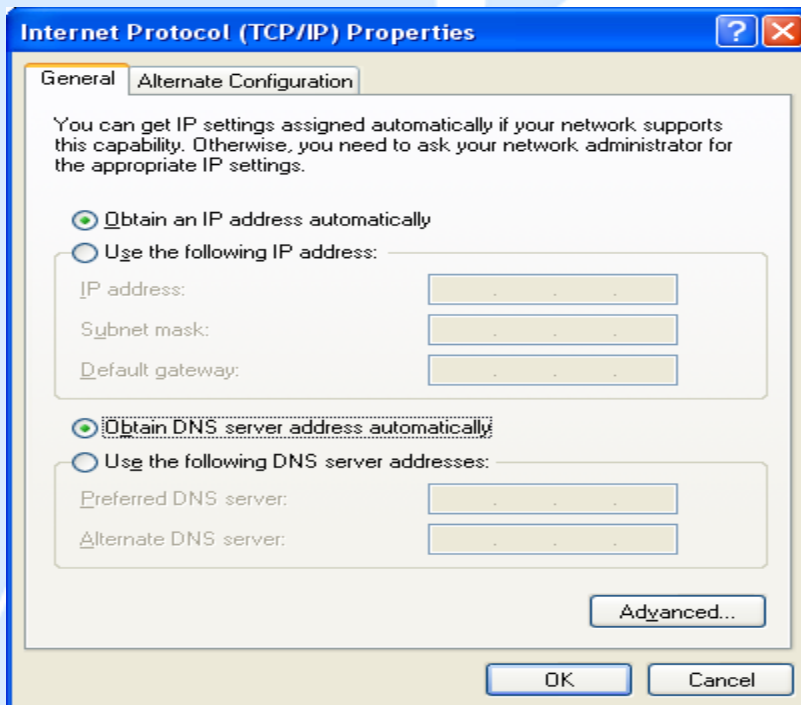 Internet Protocol (TCP/IP) Properties
General
Alternate Configuration
You can get IP settings assigned automatically if your network supports
this capability. Otherwise, you need to ask your network administrator for
the appropriate IP settings.
Obtain an IP address automatically
Use the following IP address:
IP address:
Subnet mask:
Default gateway:
Obtain DNS server address automatically
Use the following DNS server addresses:
Preferred DNS server:
Alternate DNS server:
Advanced...
OK
Cancel